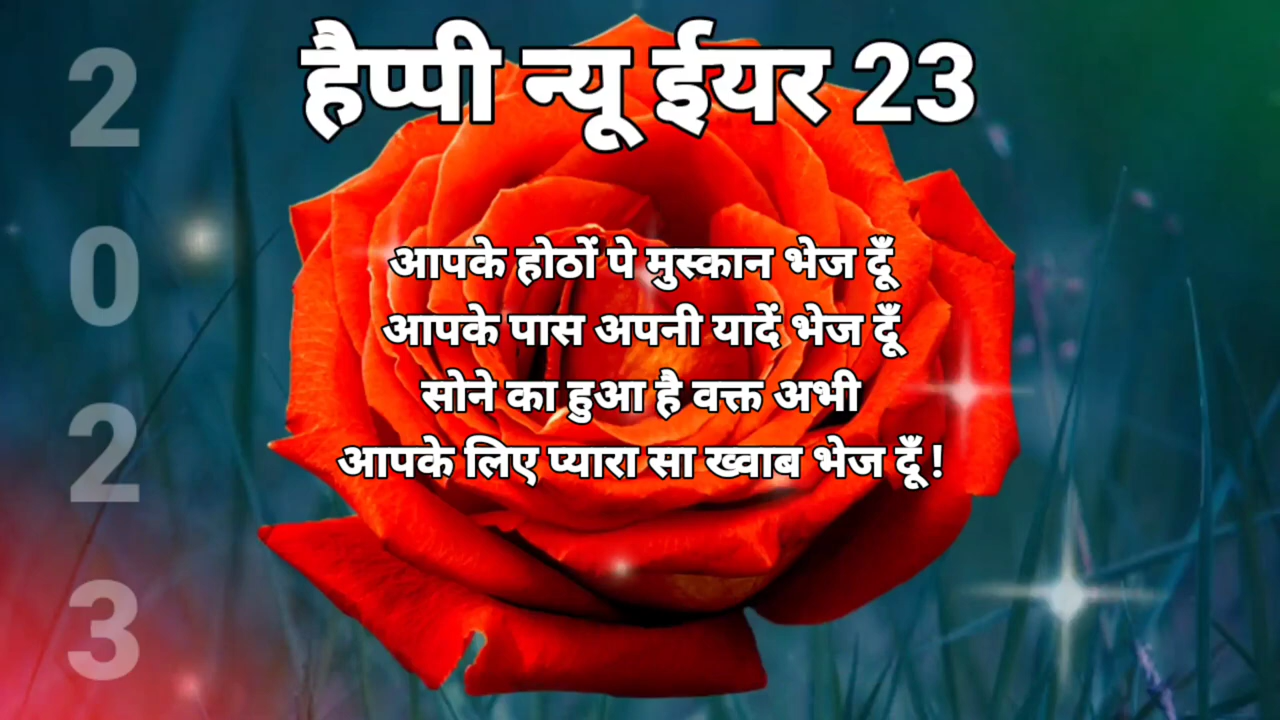 हैप्पी न्यू ईयर 23
2
0
2
3
आपके होठों पे मुस्कान भेज दूँ
आपके पास अपनी यादें भेज दूँ
सोने का हुआ है वक्त अभी
आपके लिए प्यारा सा ख्वाब भेज दूँ !